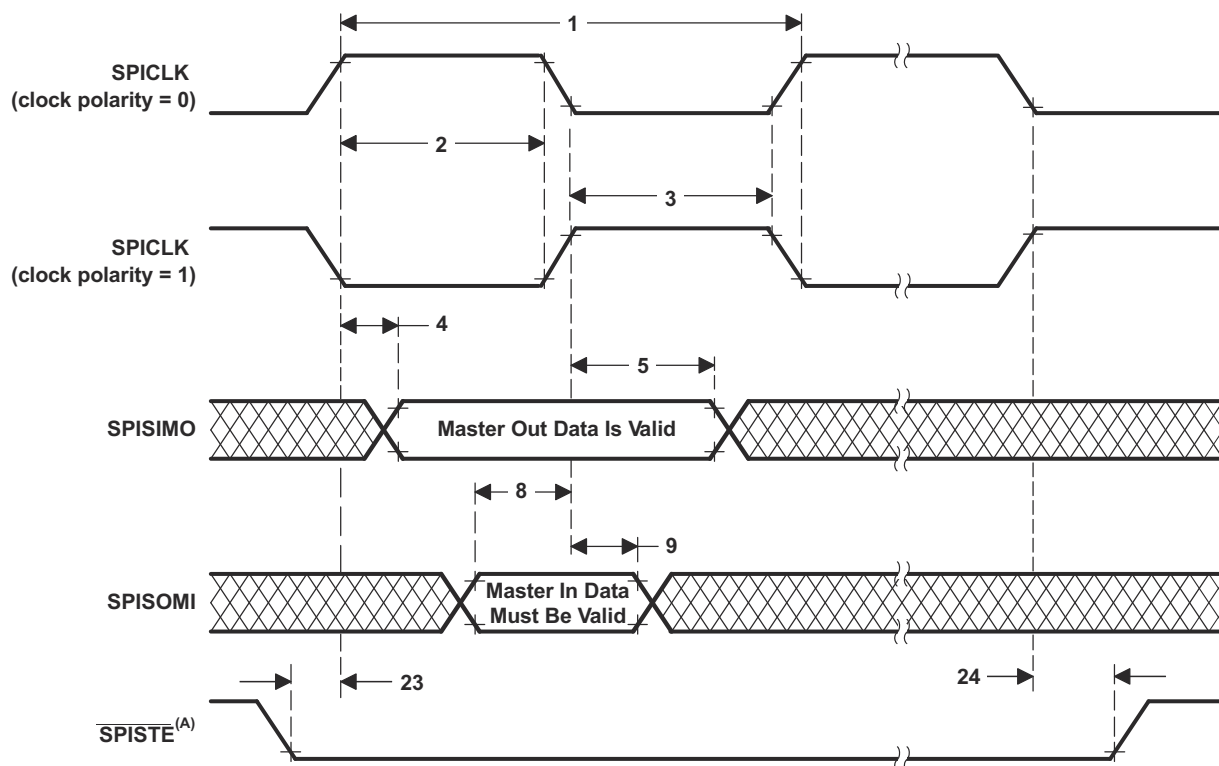 1
SPICLK
(clock polarity = 0)
2
3
SPICLK
(clock polarity = 1)
4
5
SPISIMO
Master Out Data Is Valid
8
9
SPISOMI
Master In Data
Must Be Valid
23
24
SPISTE(A)